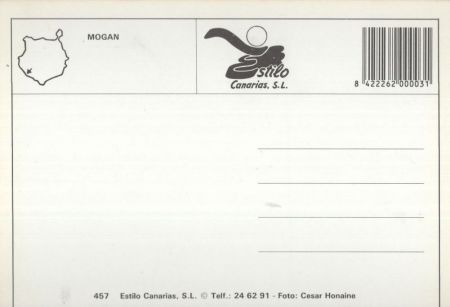 MOGAN
Estilo
Canarias, S.L.
8 422262 000031
457 Estilo Canarias, S.L. © Telf.: 24 62 91 - Foto: Cesar Honaine